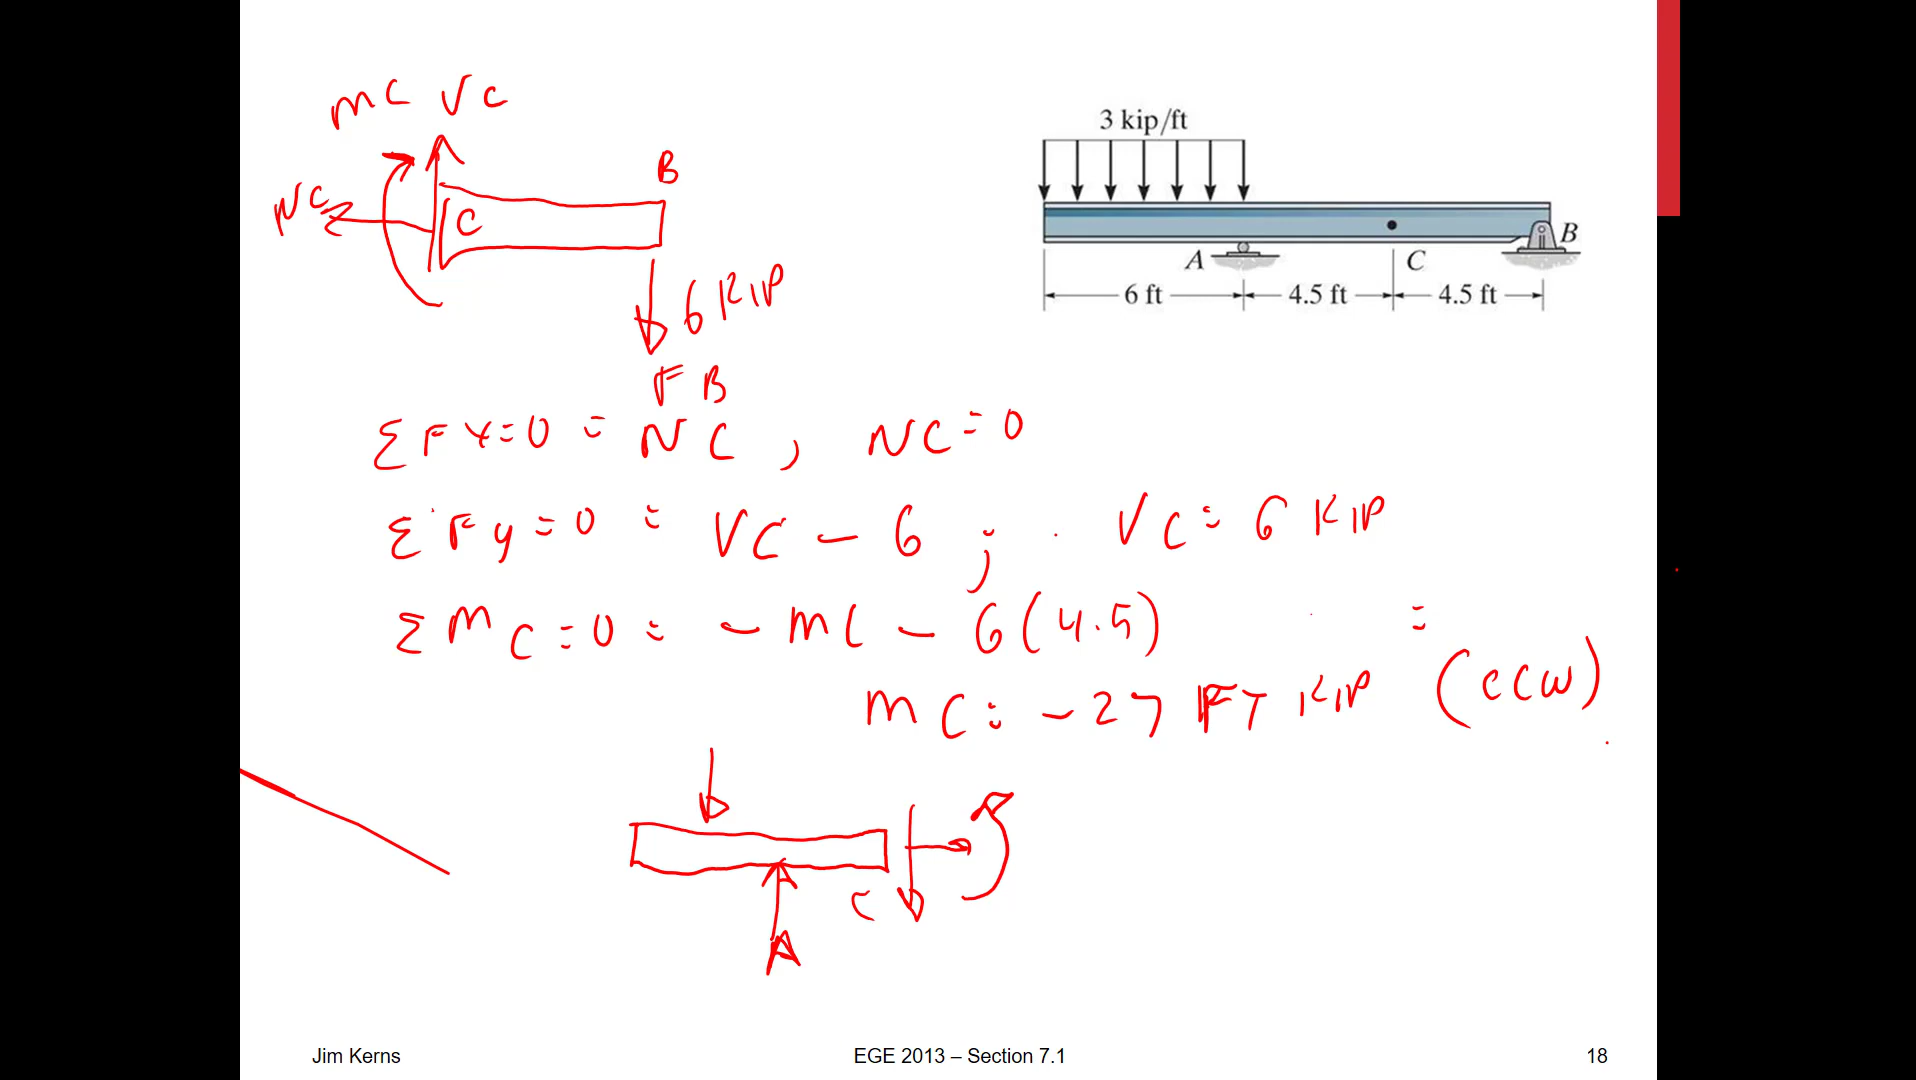 MC VC
NC
C
B
6 KIP
FB
3 kip/ft
A
C
B
6 ft
4.5 ft
4.5 ft
ΣFX=0 = NC, NC=0
ΣFy=0 = VC - 6; VC = 6 KIP
ΣMC=0= -MC - 6(4.5) =
MC= -27 FT KIP (CCW)
C
A
Jim Kerns
EGE 2013 – Section 7.1
18